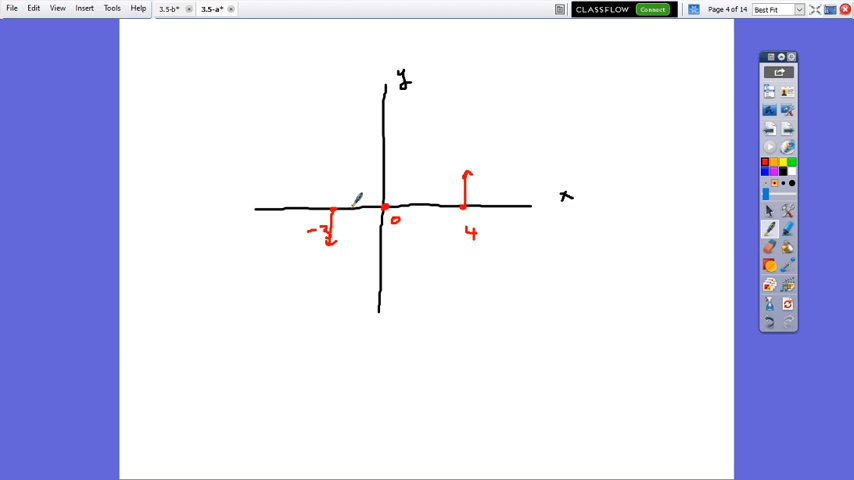 File Edit View Insert Tools Help
3.5-b* 3.5-a*
CLASSFLOW Connect
Page 4 of 14
Best Fit
y
x
0
-3
4